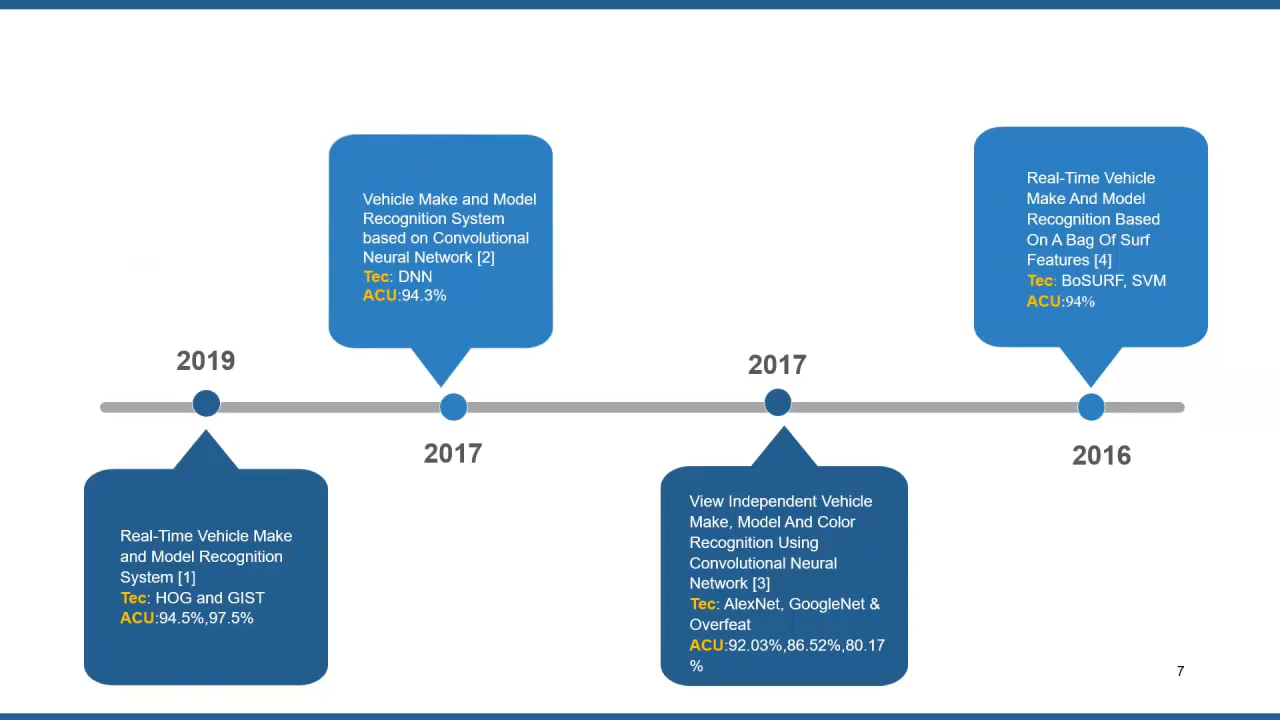 2019
Real-Time Vehicle Make
and Model Recognition
System [1]
Tec: HOG and GIST
ACU:94.5%,97.5%
Vehicle Make and Model
Recognition System
based on Convolutional
Neural Network [2]
Tec: DNN
ACU:94.3%
2017
2017
View Independent Vehicle
Make, Model And Color
Recognition Using
Convolutional Neural
Network [3]
Tec: AlexNet, GoogleNet &
Overfeat
ACU:92.03%,86.52%,80.17
%
Real-Time Vehicle
Make And Model
Recognition Based
On A Bag Of Surf
Features [4]
Tec: BoSURF, SVM
ACU:94%
2016
7